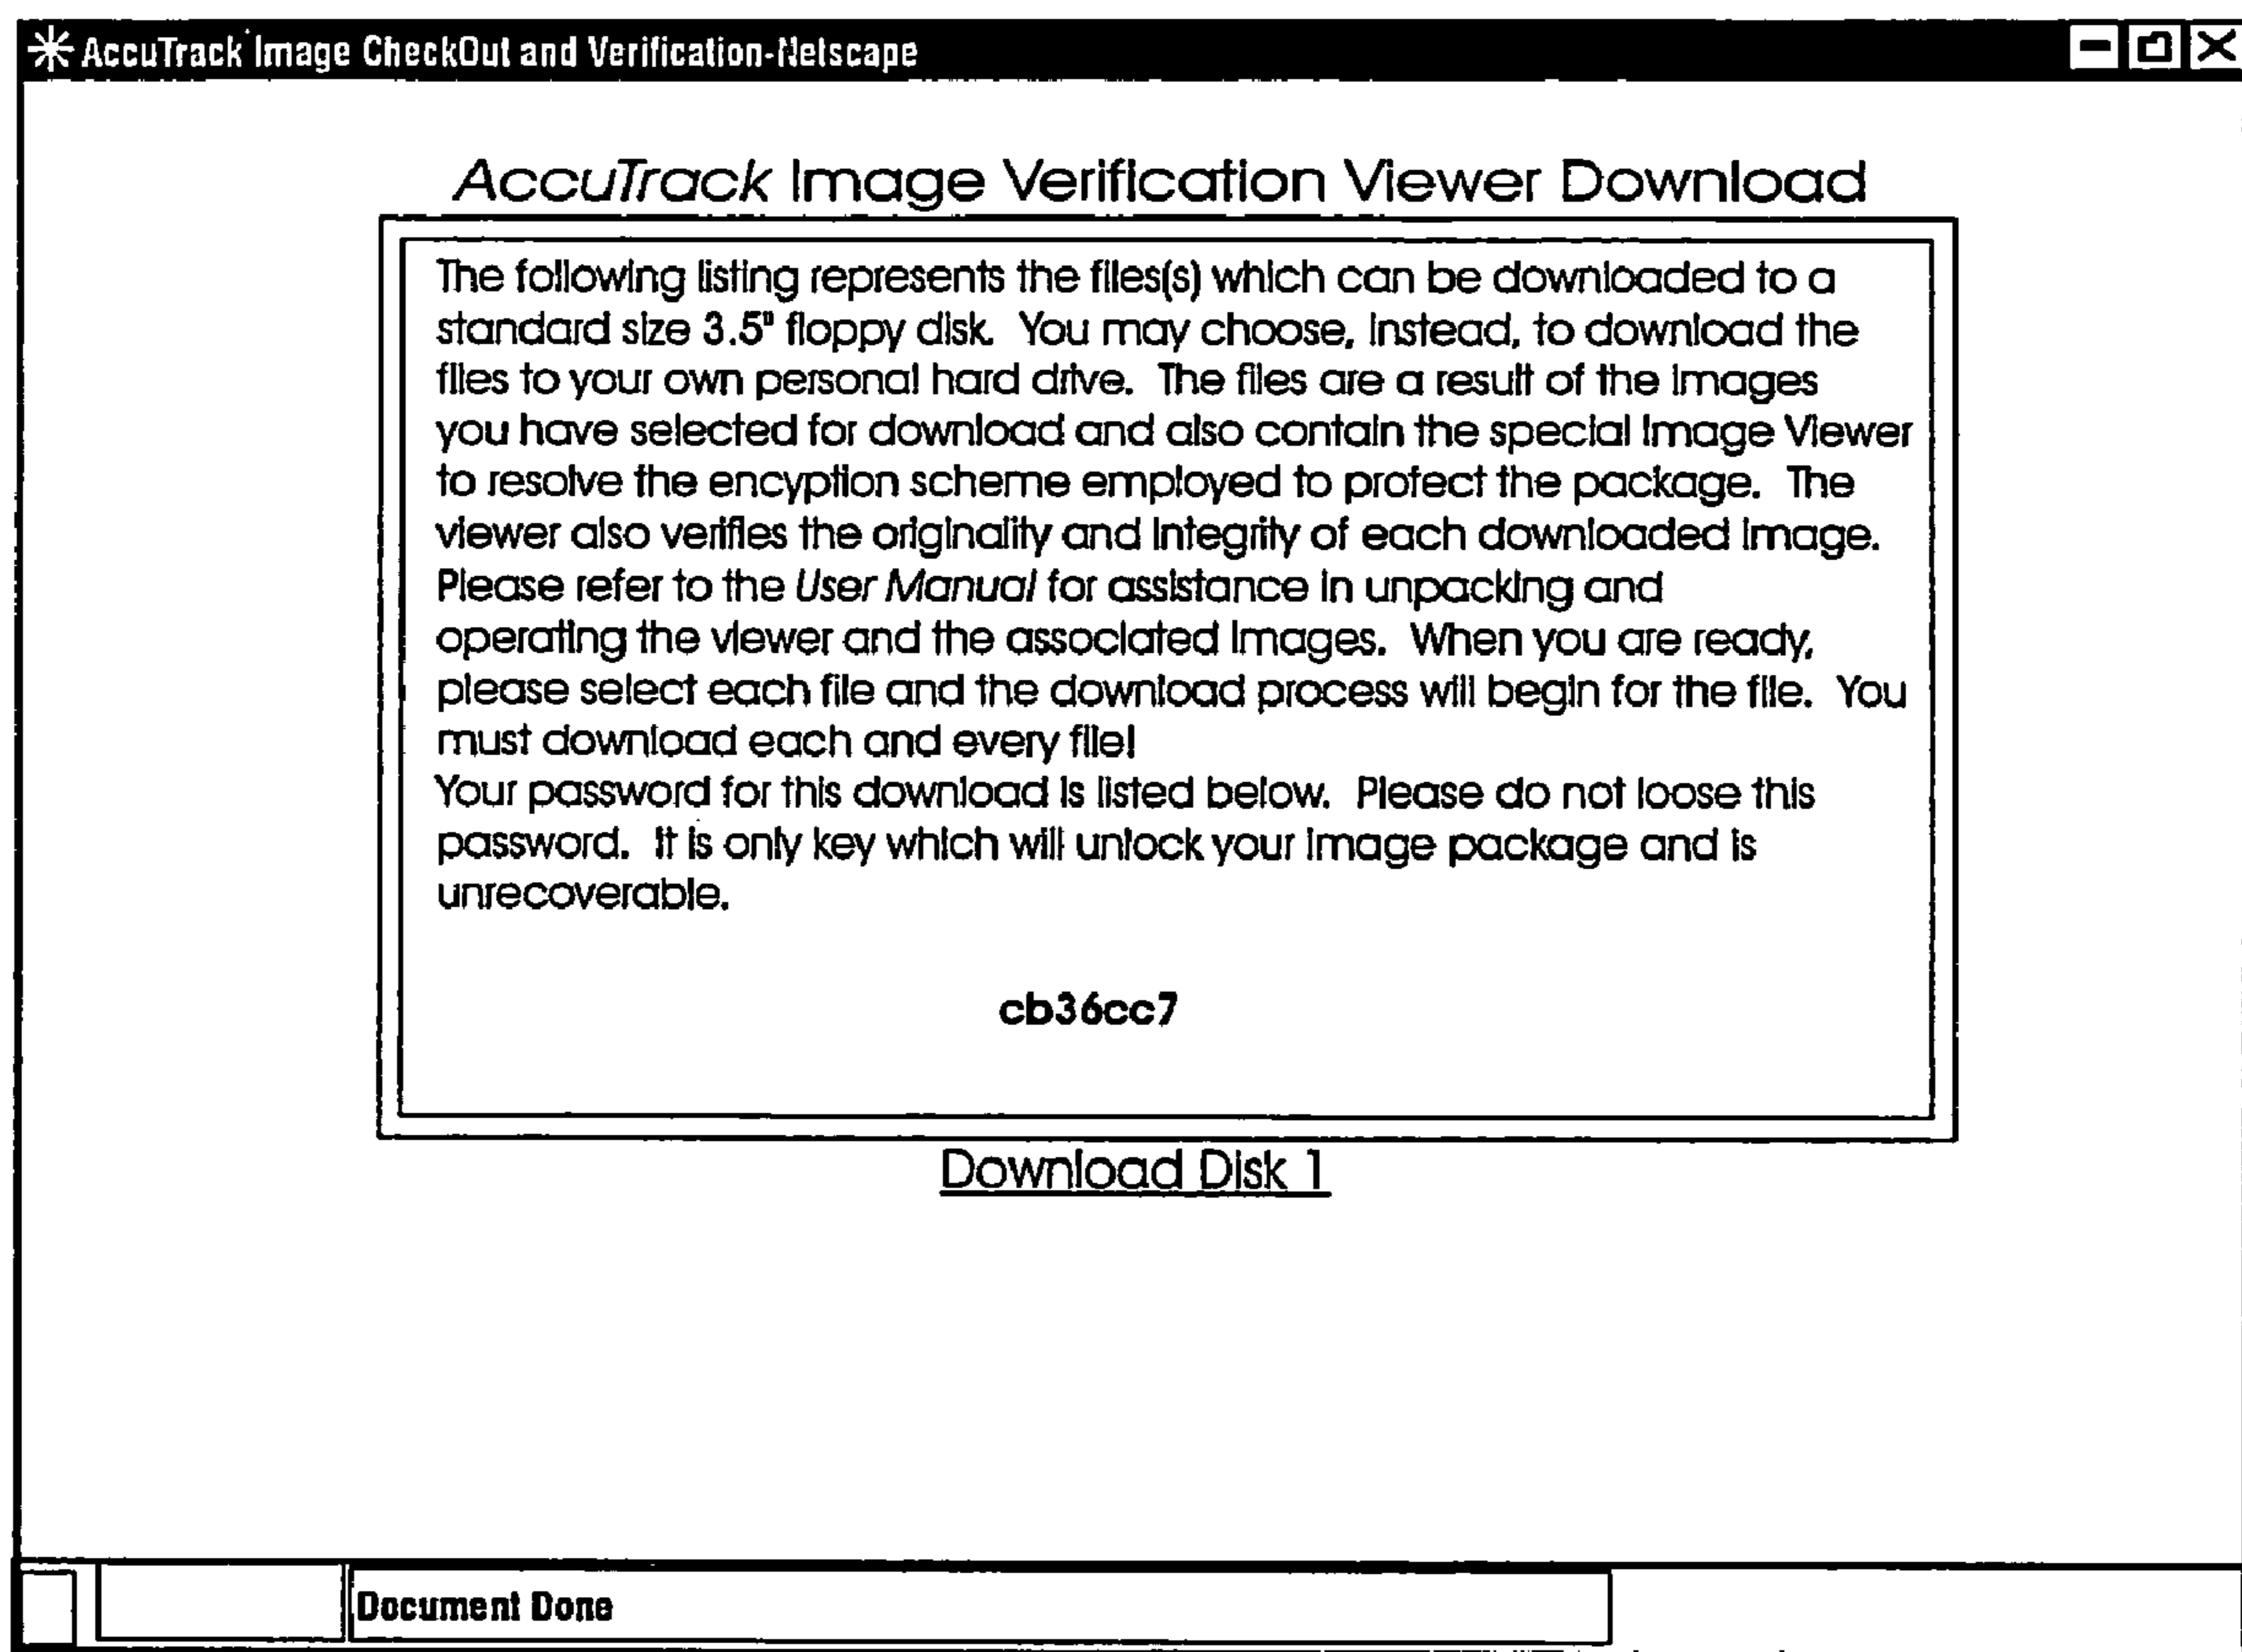 AccuTrack Image CheckOut and Verification-Netscape
AccuTrack Image Verification Viewer Download
The following listing represents the files(s) which can be downloaded to a
standard size 3.5" floppy disk. You may choose, instead, to download the
files to your own personal hard drive. The files are a result of the images
you have selected for download and also contain the special Image Viewer
to resolve the encyption scheme employed to protect the package. The
viewer also verifies the originality and integrity of each downloaded image.
Please refer to the User Manual for assistance in unpacking and
operating the viewer and the associated images. When you are ready,
please select each file and the download process will begin for the file. You
must download each and every file!
Your password for this download is listed below. Please do not loose this
password. It is only key which will unlock your image package and is
unrecoverable.
cb36cc7
Download Disk 1
Document Done